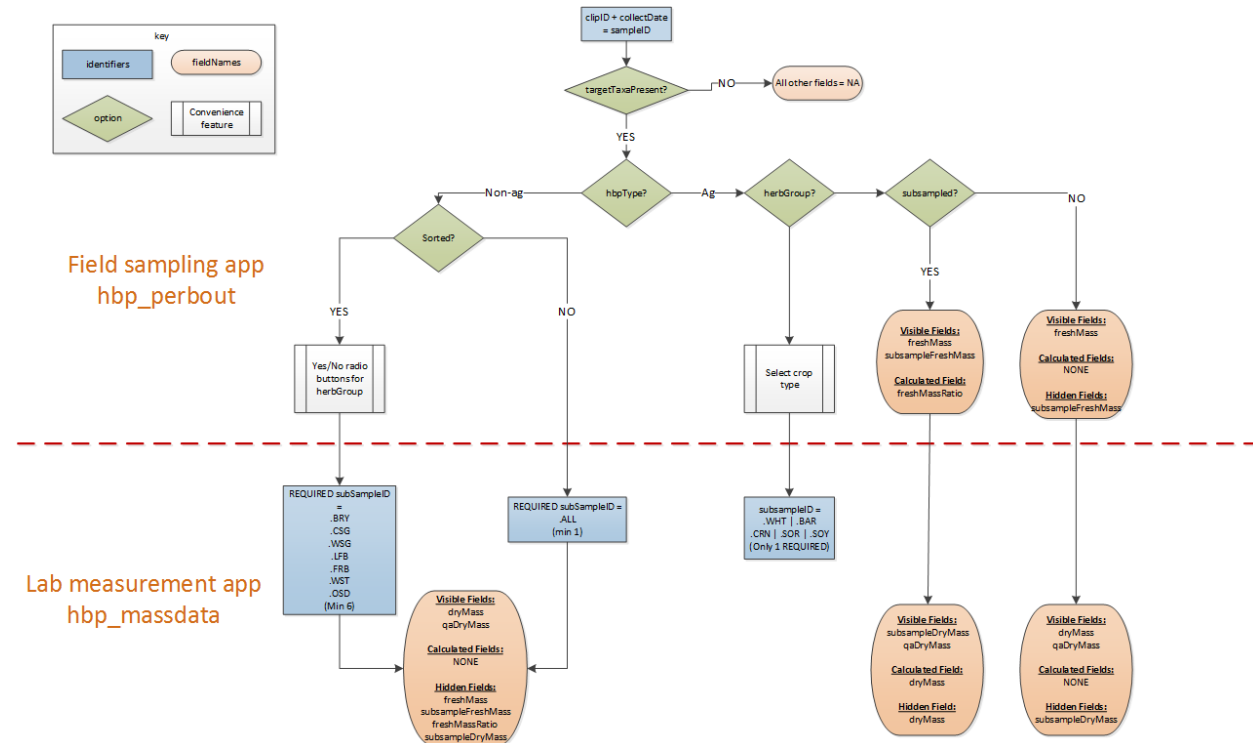 key
identifiers
fieldNames
option
Convenience
feature
clipID + collectDate
= sampleID
targetTaxaPresent?
NO
All other fields = NA
YES
Non-ag
hbpType?
Ag
herbGroup?
subsampled?
NO
Sorted?
Field sampling app
hbp_perbout
YES
NO
YES
Yes/No radio
buttons for
herbGroup
Select crop
type
Visible Fields:
freshMass
subsampleFreshMass
Calculated Field:
freshMassRatio
Visible Fields:
freshMass
Calculated Fields:
NONE
Hidden Fields:
subsampleFreshMass
REQUIRED subSampleID
=
.BRY
.CSG
.WSG
.LFB
.FRB
.WST
.OSD
(Min 6)
REQUIRED subSampleID =
.ALL
(min 1)
subsampleID =
.WHT | .BAR
.CRN | .SOR | .SOY
(Only 1 REQUIRED)
Lab measurement app
hbp_massdata
Visible Fields:
dryMass
qaDryMass
Calculated Fields:
NONE
Hidden Fields:
freshMass
subsampleFreshMass
freshMassRatio
subsampleDryMass
Visible Fields:
subsampleDryMass
qaDryMass
Calculated Field:
dryMass
Hidden Field:
dryMass
Visible Fields:
dryMass
qaDryMass
Calculated Fields:
NONE
Hidden Fields:
subsampleDryMass